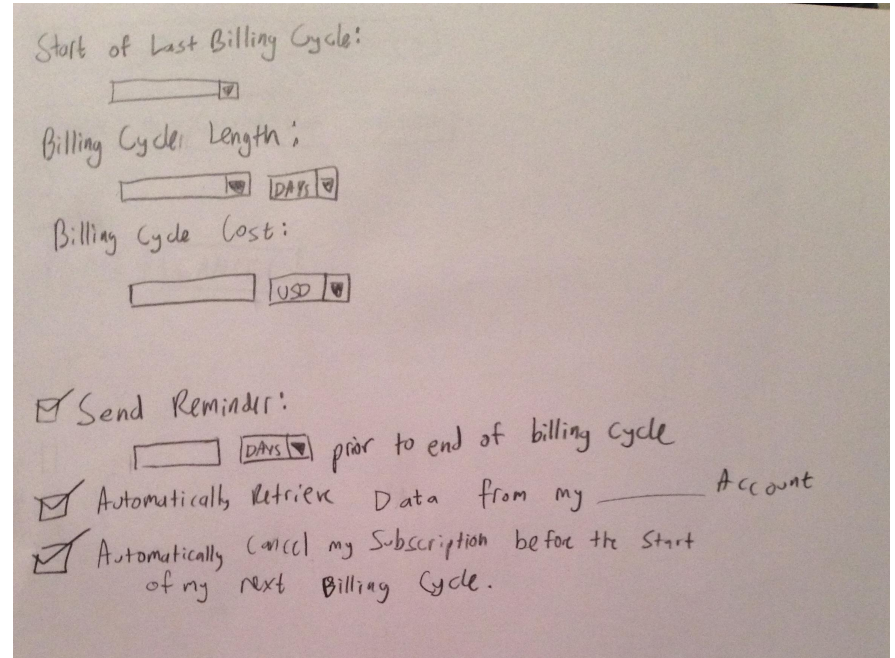 Start of Last Billing Cycle:
Billing Cycle Length:
DAYS
Billing Cycle Cost:
USD
Send Reminder:
DAYS prior to end of billing cycle
Automatically Retrieve Data from my ______ Account
Automatically Cancel my Subscription before the Start
of my next Billing Cycle.